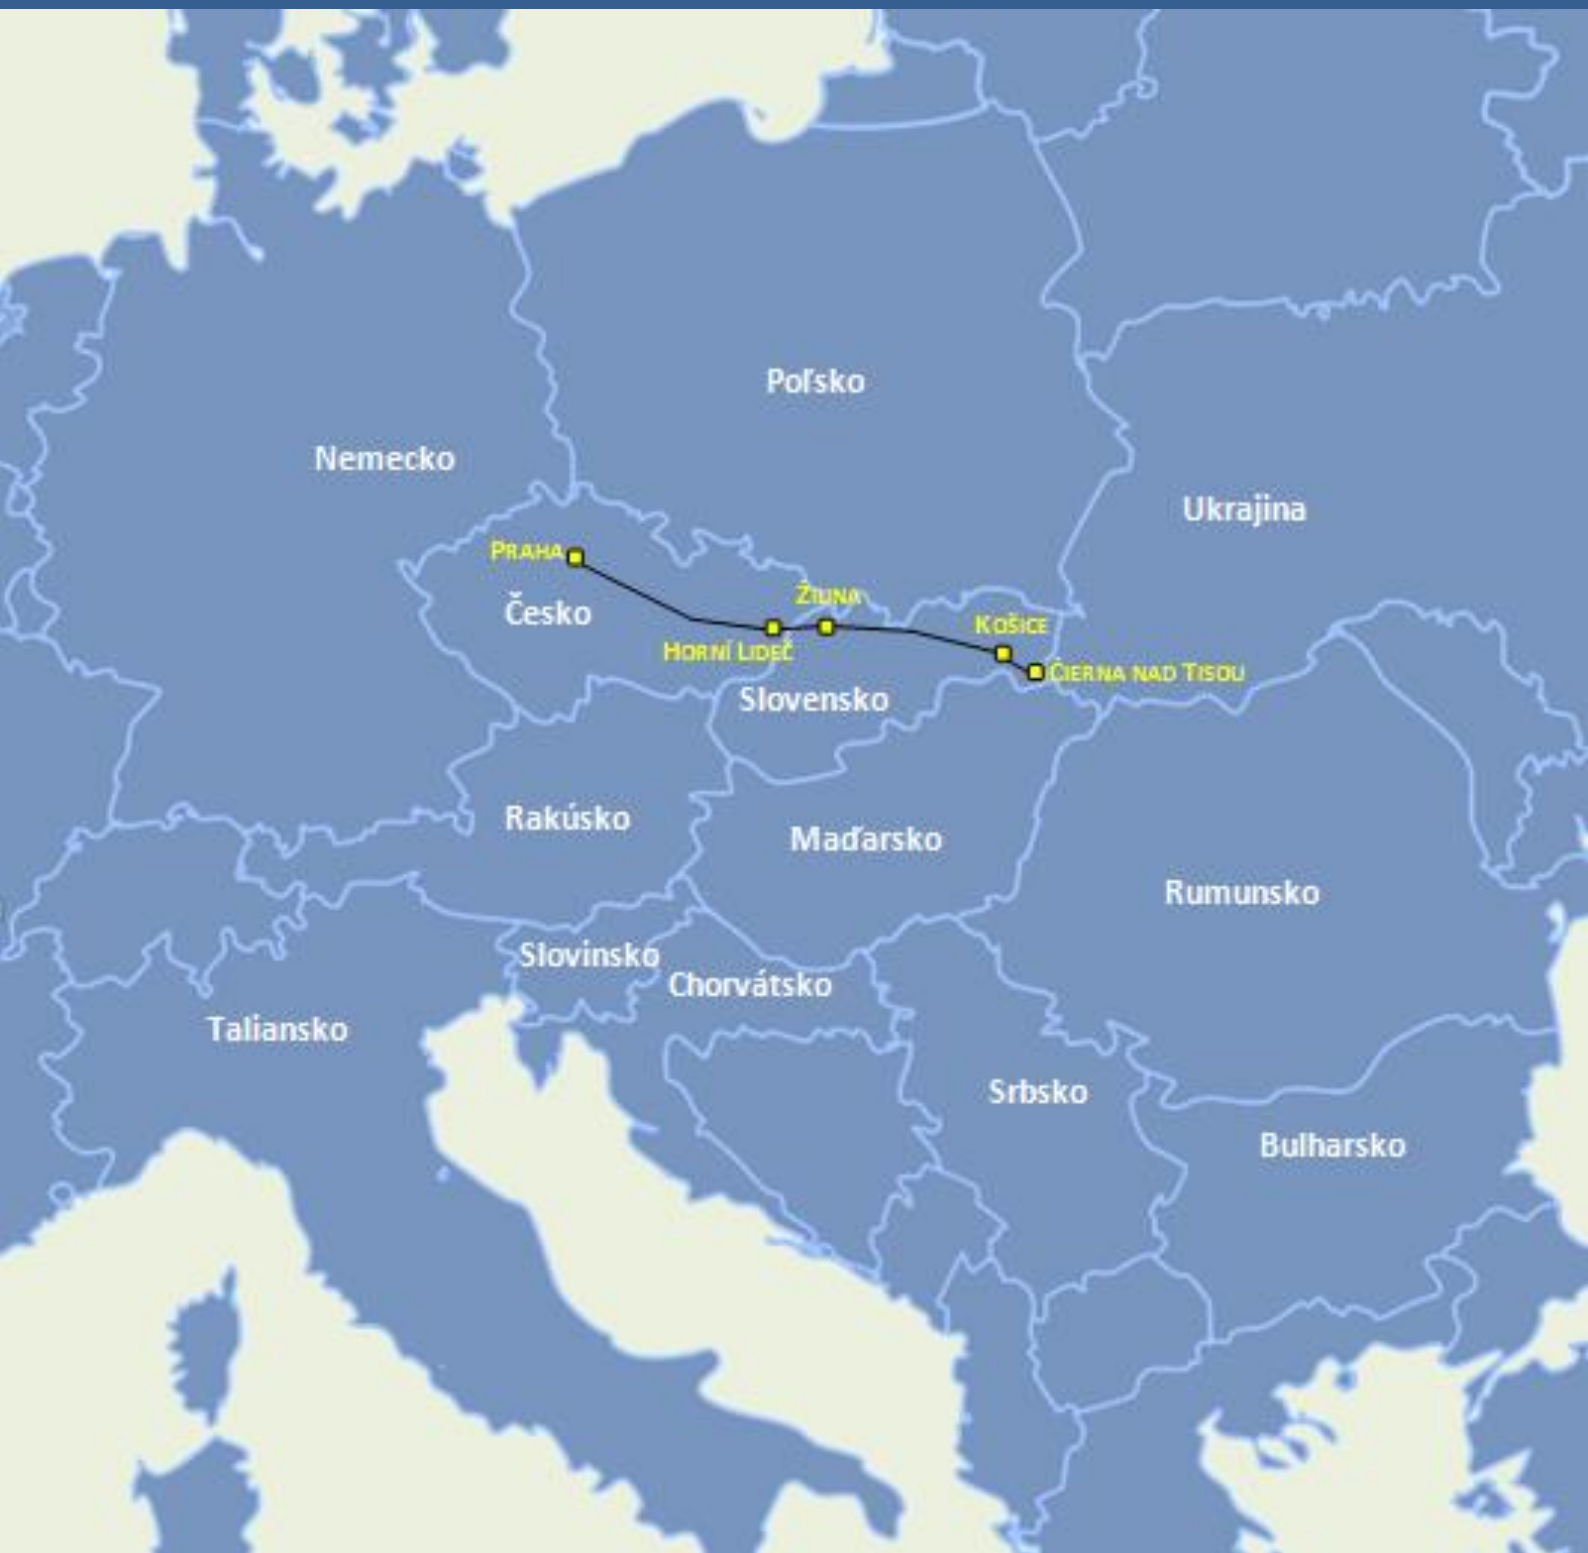 Poľsko
Nemecko
Ukrajina
PRAHA
ŽILINA
Česko
KOŠICE
HORNÍ LIDEČ
ČIERNA NAD TISOU
Slovensko
Rakúsko
Maďarsko
Rumunsko
Slovinsko
Chorvátsko
Taliansko
Srbsko
Bulharsko